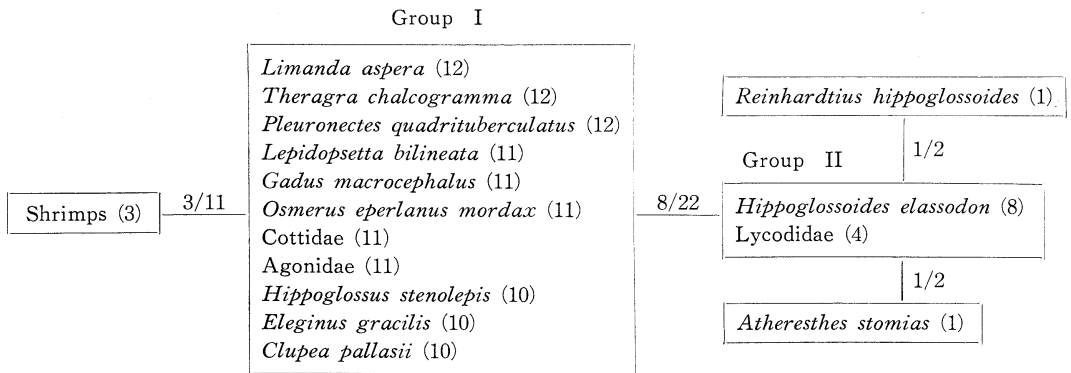 Group I
Limanda aspera (12)
Theragra chalcogramma (12)
Pleuronectes quadrituberculatus (12)
Lepidopsetta bilineata (11)
Gadus macrocephalus (11)
Osmerus eperlanus mordax (11)
Cottidae (11)
Agonidae (11)
Hippoglossus stenolepis (10)
Eleginus gracilis (10)
Clupea pallasii (10)
Shrimps (3)
3/11
8/22
Reinhardtius hippoglossoides (1)
1/2
Group II
Hippoglossoides elassodon (8)
Lycodidae (4)
1/2
Atheresthes stomias (1)